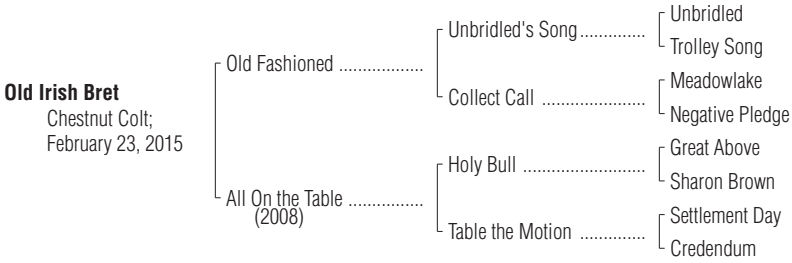 Old Irish Bret
Chestnut Colt;
February 23, 2015
Old Fashioned ..................
All On the Table ................
(2008)
Unbridled's Song ..............
Collect Call ......................
Holy Bull .........................
Table the Motion ..............
Unbridled
Trolley Song
Meadowlake
Negative Pledge
Great Above
Sharon Brown
Settlement Day
Credendum